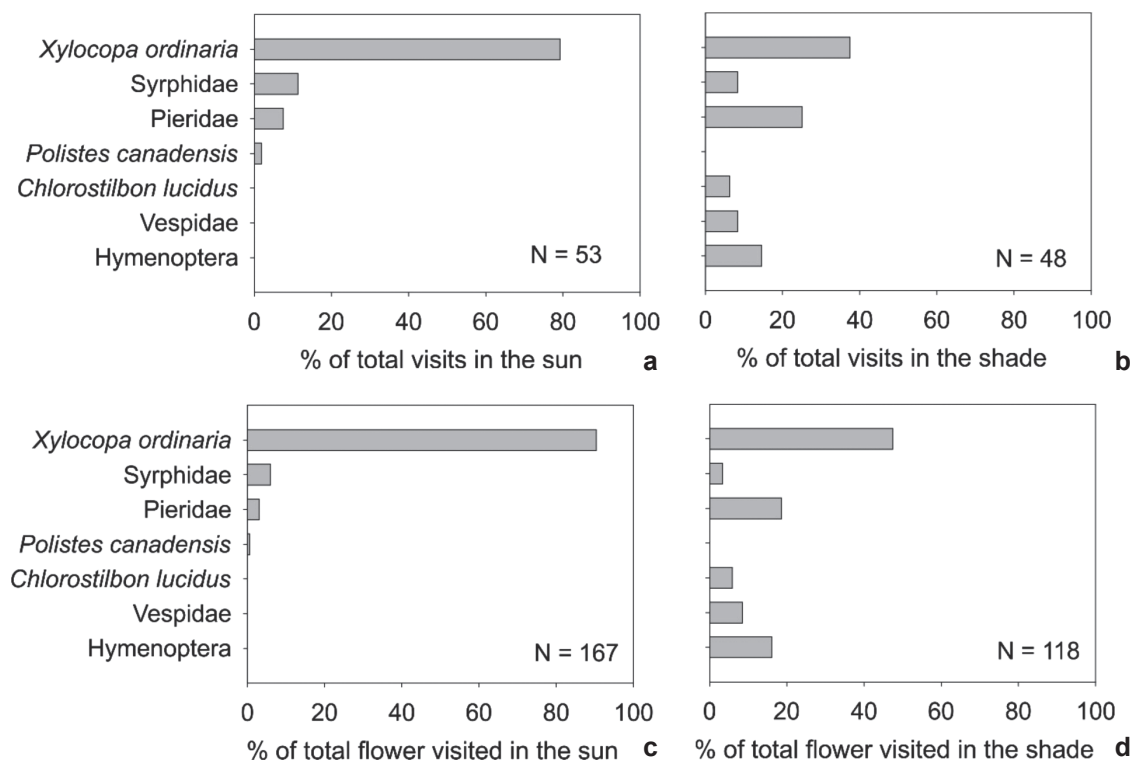 Xylocopa ordinaria
Syrphidae
Pieridae
Polistes canadensis
Chlorostilbon lucidus
Vespidae
Hymenoptera
N = 53
0 20 40 60 80 100
% of total visits in the sun
a
N = 48
0 20 40 60 80 100
% of total visits in the shade
b
Xylocopa ordinaria
Syrphidae
Pieridae
Polistes canadensis
Chlorostilbon lucidus
Vespidae
Hymenoptera
N = 167
0 20 40 60 80 100
% of total flower visited in the sun
c
N = 118
0 20 40 60 80 100
% of total flower visited in the shade
d